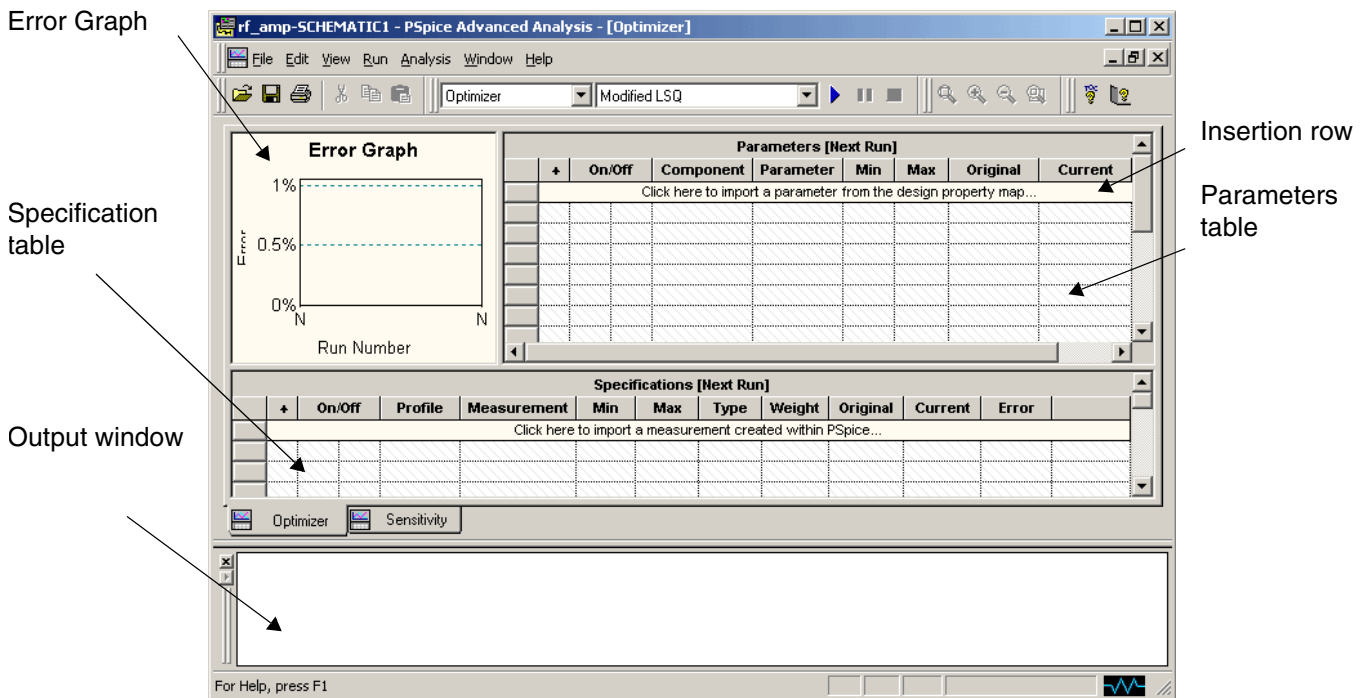 Error Graph
Specification
table
Output window
Insertion row
Parameters
table
rf_amp-SCHEMATIC1 - PSpice Advanced Analysis - [Optimizer]
File Edit View Run Analysis Window Help
Optimizer Modified LSQ
Error Graph
1%
0.5%
0%
Error
N N
Run Number
Parameters [Next Run]
+ On/Off Component Parameter Min Max Original Current
Click here to import a parameter from the design property map...
Specifications [Next Run]
+ On/Off Profile Measurement Min Max Type Weight Original Current Error
Click here to import a measurement created within PSpice...
Optimizer Sensitivity
For Help, press F1